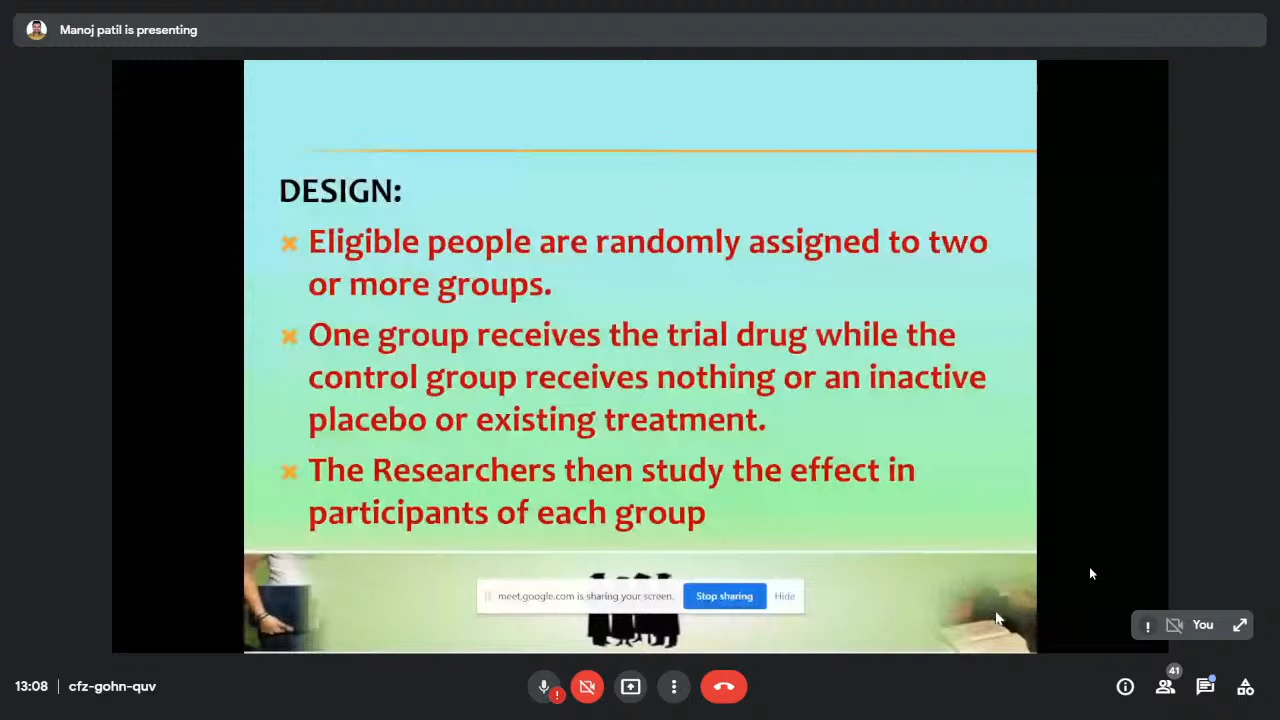 Manoj patil is presenting
DESIGN:
Eligible people are randomly assigned to two
or more groups.
One group receives the trial drug while the
control group receives nothing or an inactive
placebo or existing treatment.
The Researchers then study the effect in
participants of each group
meet.google.com is sharing your screen. Stop sharing Hide
! You
13:08 | cfz-gohn-quv
! 41